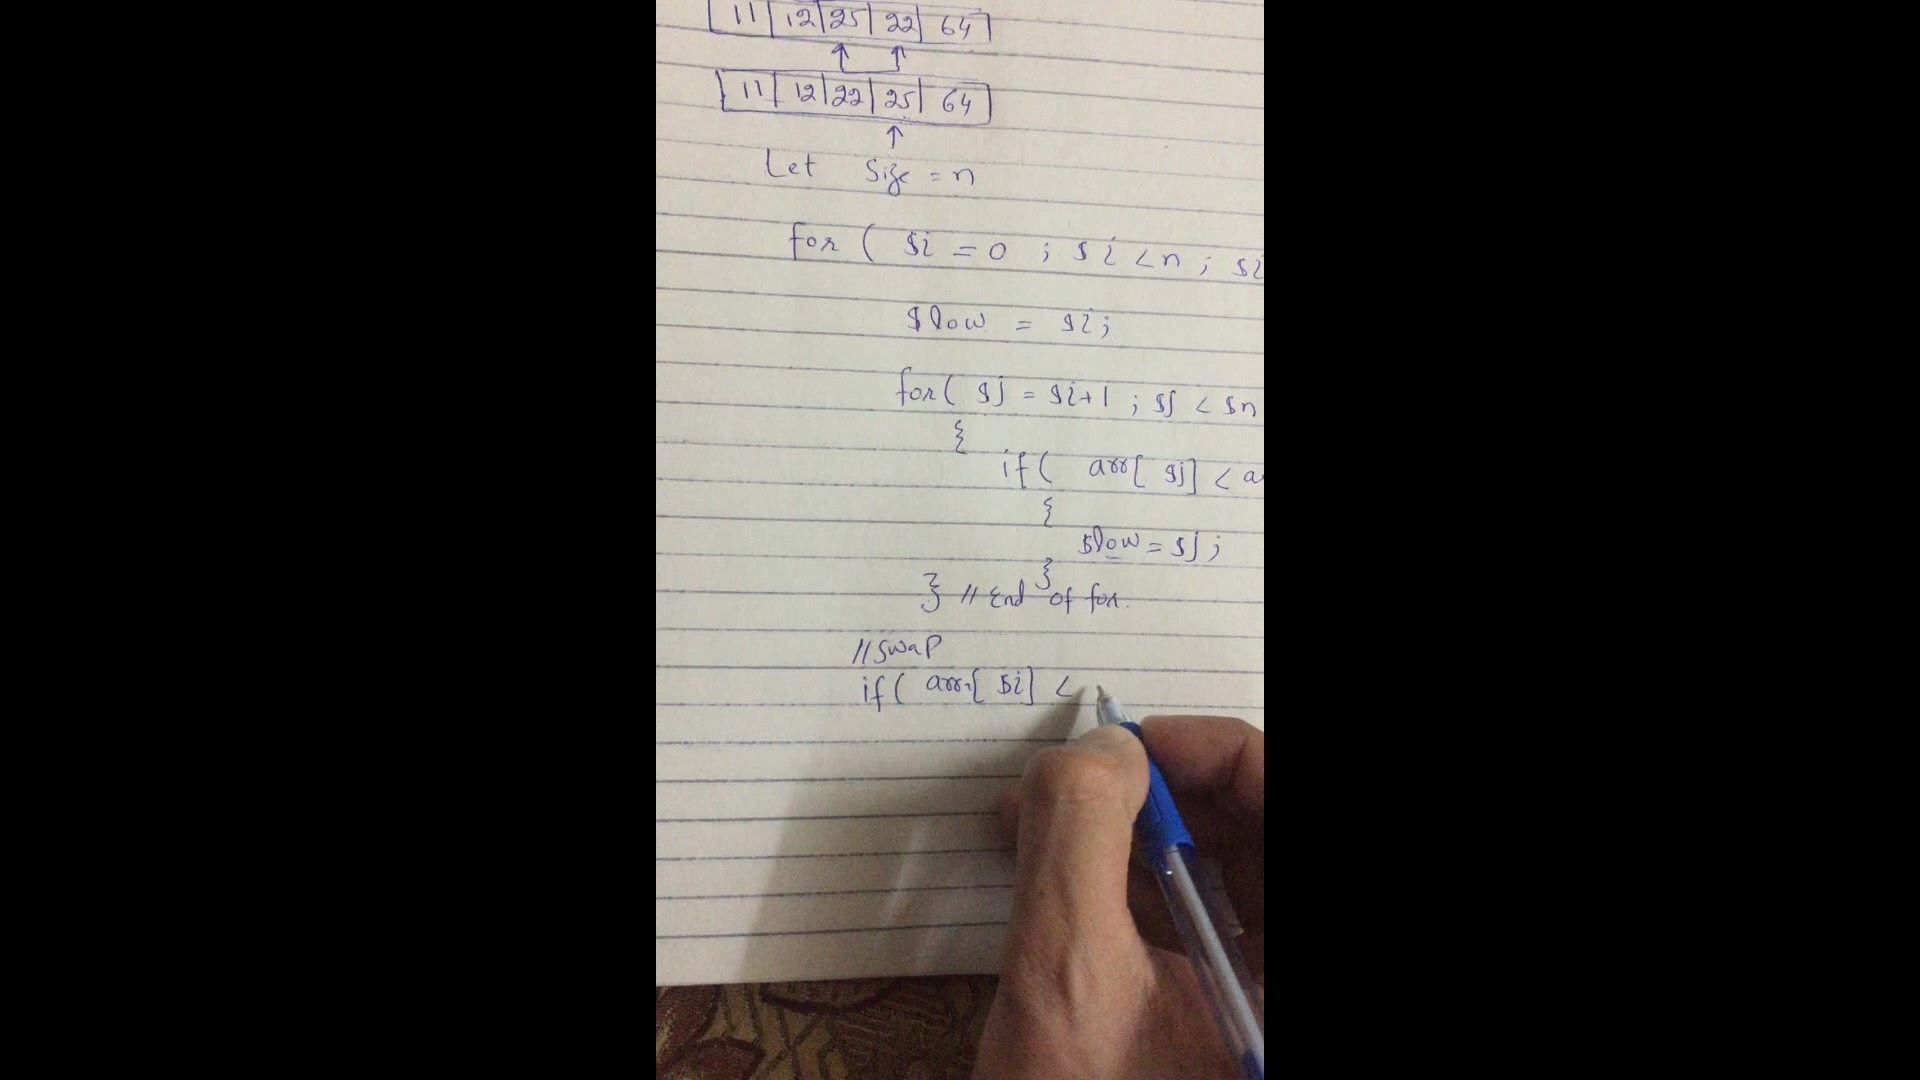 11 12 25 22 64
11 12 22 25 64
Let Size = n
for ( $i = 0 ; $i < n ; $i
$low = $i;
for( $j = $i+1 ; $j < $n
{
if( arr[ $j] < a
{
$low = $j;
}
} // End of for.
// swap
if( arr[ $i] <